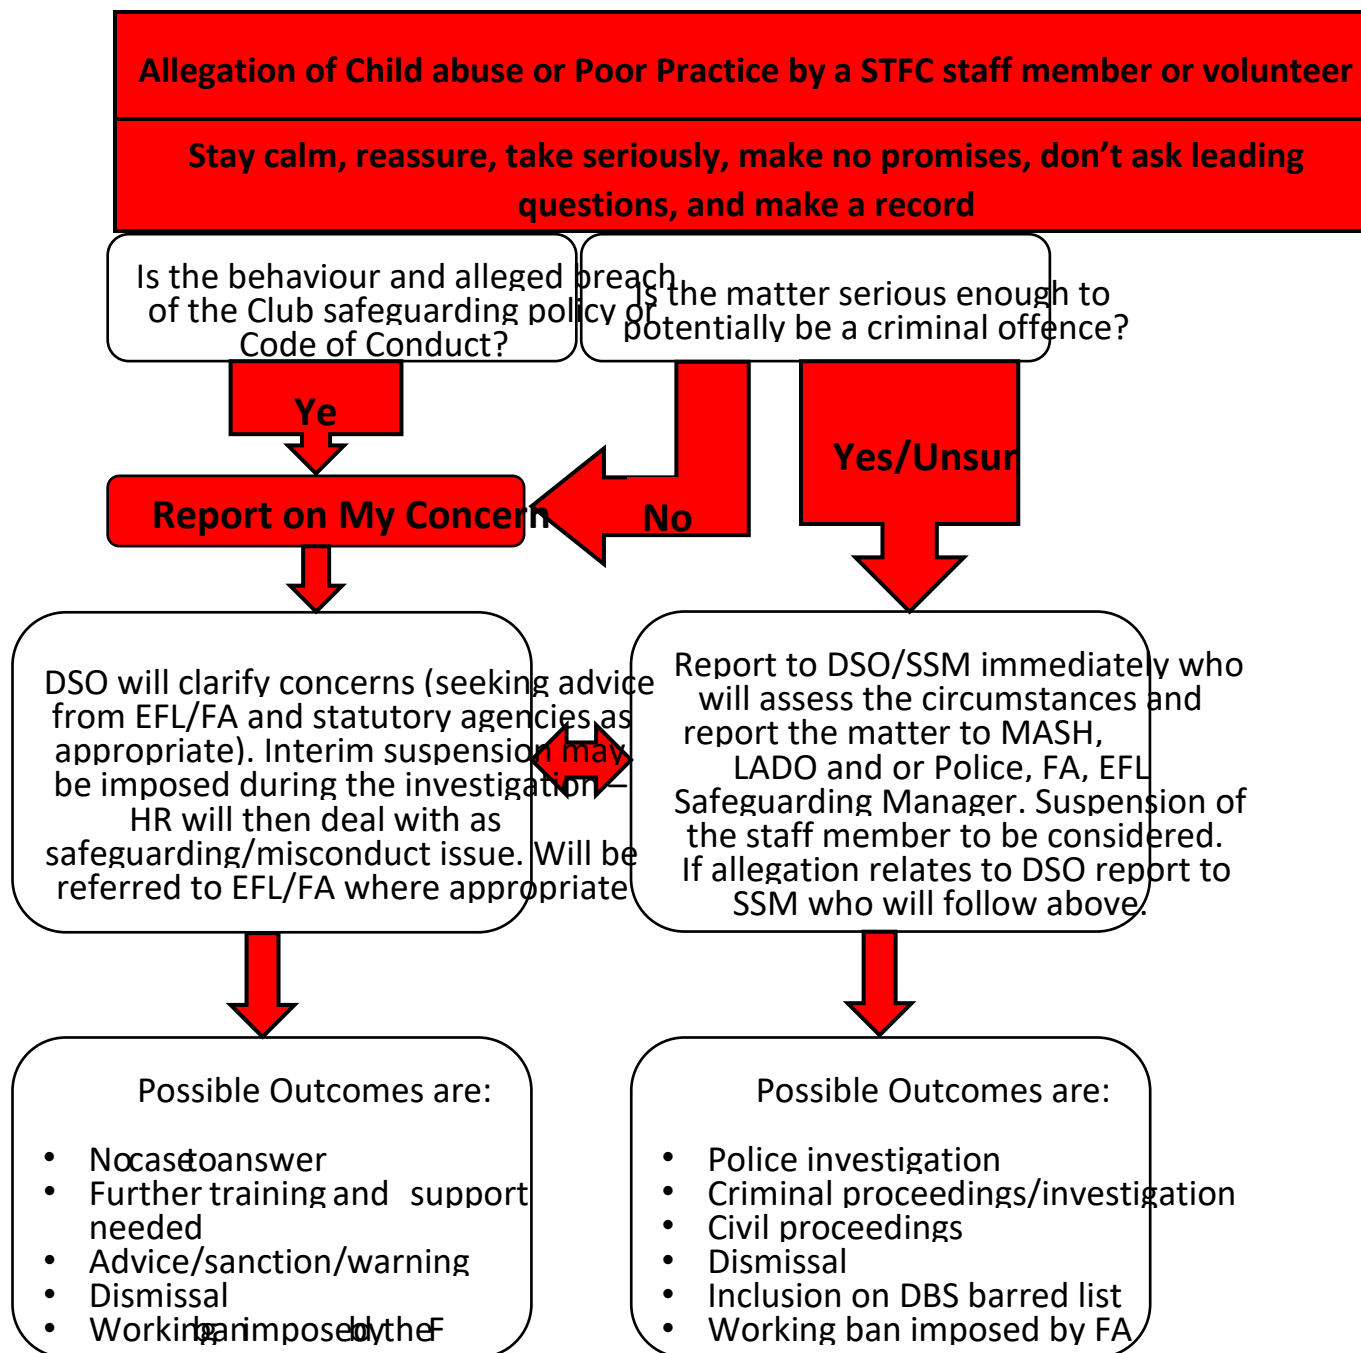 Allegation of Child abuse or Poor Practice by a STFC staff member or volunteer
Stay calm, reassure, take seriously, make no promises, don’t ask leading
questions, and make a record
Is the behaviour and alleged breach
of the Club safeguarding policy or
Code of Conduct?
Is the matter serious enough to
potentially be a criminal offence?
Ye
Yes/Unsur
No
Report on My Concern
DSO will clarify concerns (seeking advice
from EFL/FA and statutory agencies as
appropriate). Interim suspension may
be imposed during the investigation –
HR will then deal with as
safeguarding/misconduct issue. Will be
referred to EFL/FA where appropriate
Report to DSO/SSM immediately who
will assess the circumstances and
report the matter to MASH,
LADO and or Police, FA, EFL
Safeguarding Manager. Suspension of
the staff member to be considered.
If allegation relates to DSO report to
SSM who will follow above.
Possible Outcomes are:
• No case to answer
• Further training and support
needed
• Advice/sanction/warning
• Dismissal
• Working ban imposed by the F
Possible Outcomes are:
• Police investigation
• Criminal proceedings/investigation
• Civil proceedings
• Dismissal
• Inclusion on DBS barred list
• Working ban imposed by FA